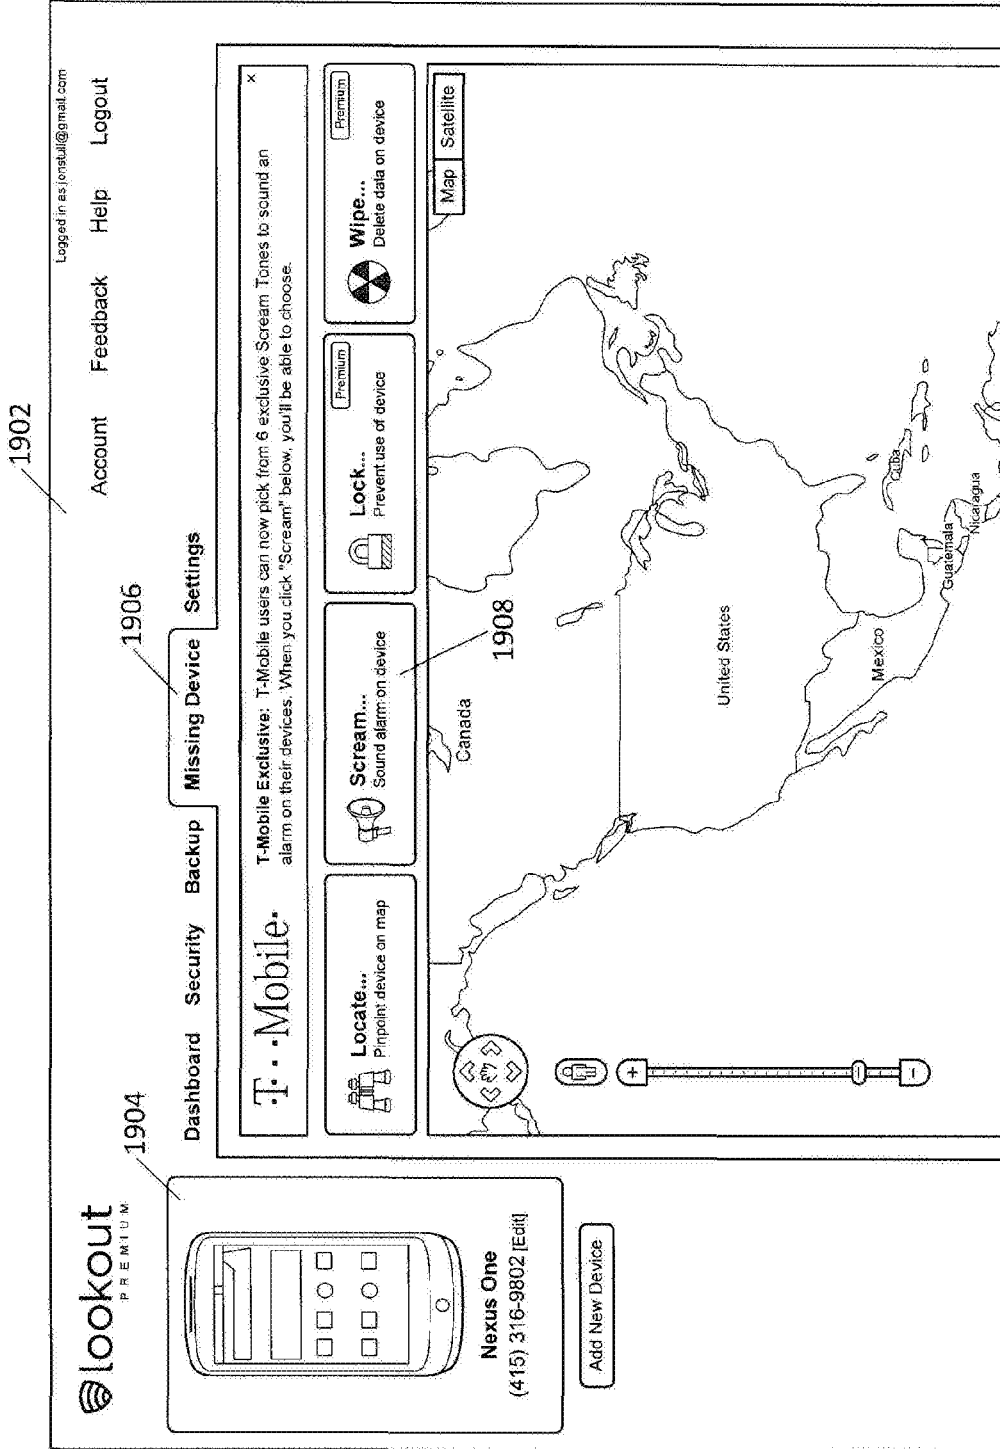 1902
Logged in as jonstull@gmail.com
lookout
PREMIUM
Account Feedback Help Logout
1904
1906
Dashboard Security Backup Missing Device Settings
T··Mobile·
T-Mobile Exclusive: T-Mobile users can now pick from 6 exclusive Scream Tones to sound an
alarm on their devices. When you click "Scream" below, you'll be able to choose.
×
Locate...
Pinpoint device on map
Scream...
Sound alarm on device
Lock...
Prevent use of device
Premium
Wipe...
Delete data on device
Premium
1908
Map Satellite
Canada
United States
Mexico
Cuba
Guatemala
Nicaragua
+
−
Nexus One
(415) 316-9802 [Edit]
Add New Device